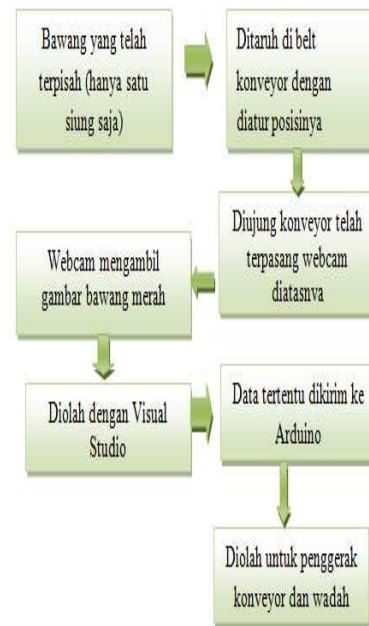 Bawang yang telah
terpisah (hanya satu
siung saja)
Ditaruh di belt
konveyor dengan
diatur posisinya
Diujung konveyor telah
terpasang webcam
diatasnva
Webcam mengambil
gambar bawang merah
Diolah dengan Visual
Studio
Data tertentu dikirim ke
Arduino
Diolah untuk penggerak
konveyor dan wadah